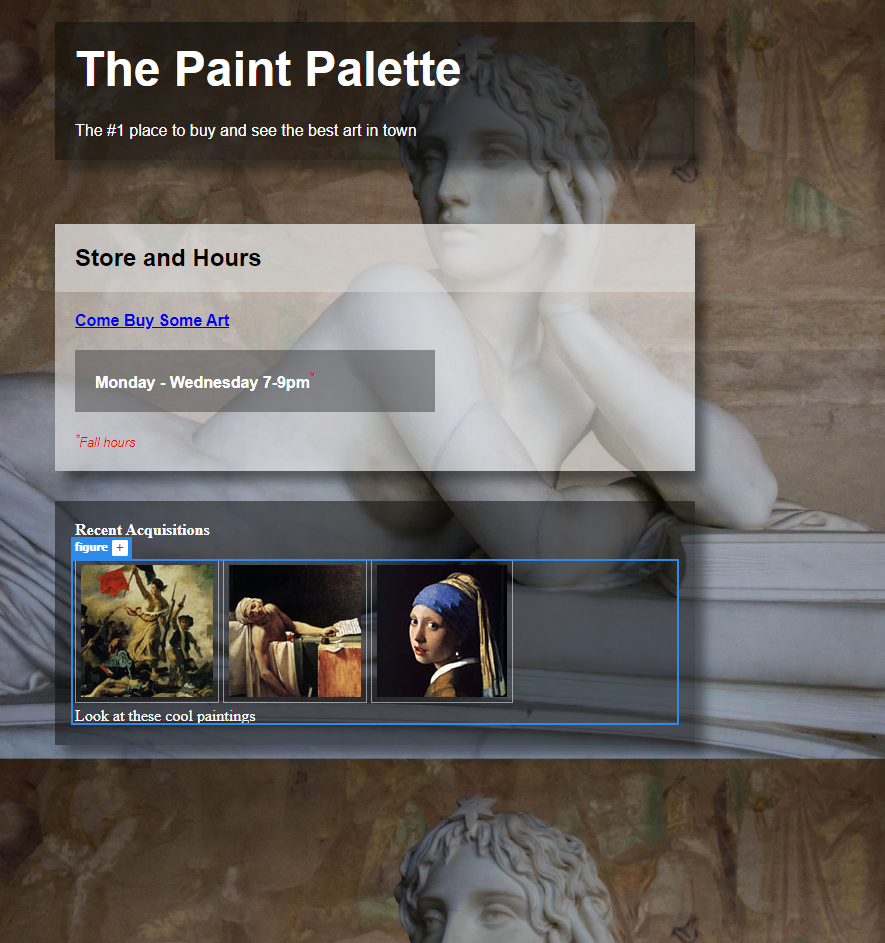 The Paint Palette
The #1 place to buy and see the best art in town
Store and Hours
Come Buy Some Art
Monday - Wednesday 7-9pm*
*Fall hours
Recent Acquisitions
figure +
Look at these cool paintings